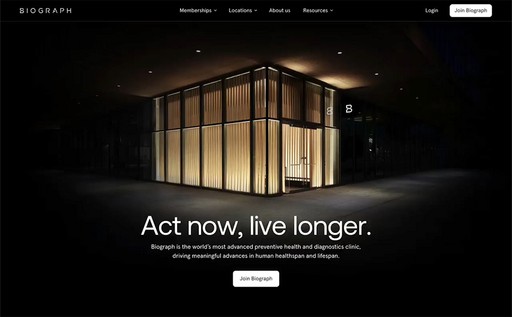 BIOGRAPH
Memberships
Locations
About us
Resources
Login
Join Biograph
B
B
Act now, live longer.
Biograph is the world's most advanced preventive health and diagnostics clinic,
driving meaningful advances in human healthspan and lifespan.
Join Biograph